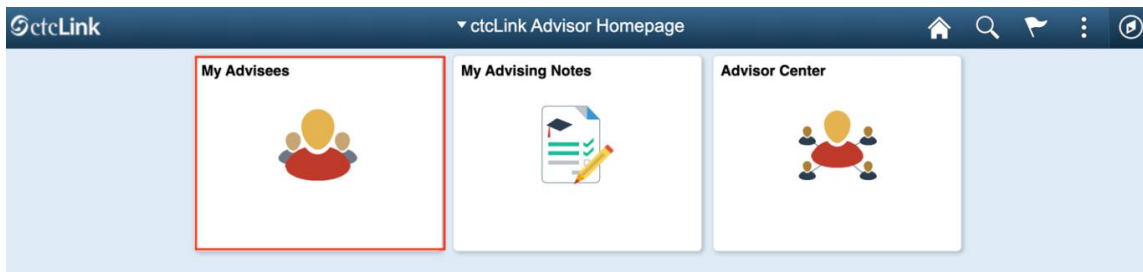 ctcLink
ctcLink Advisor Homepage
My Advisees
My Advising Notes
Advisor Center